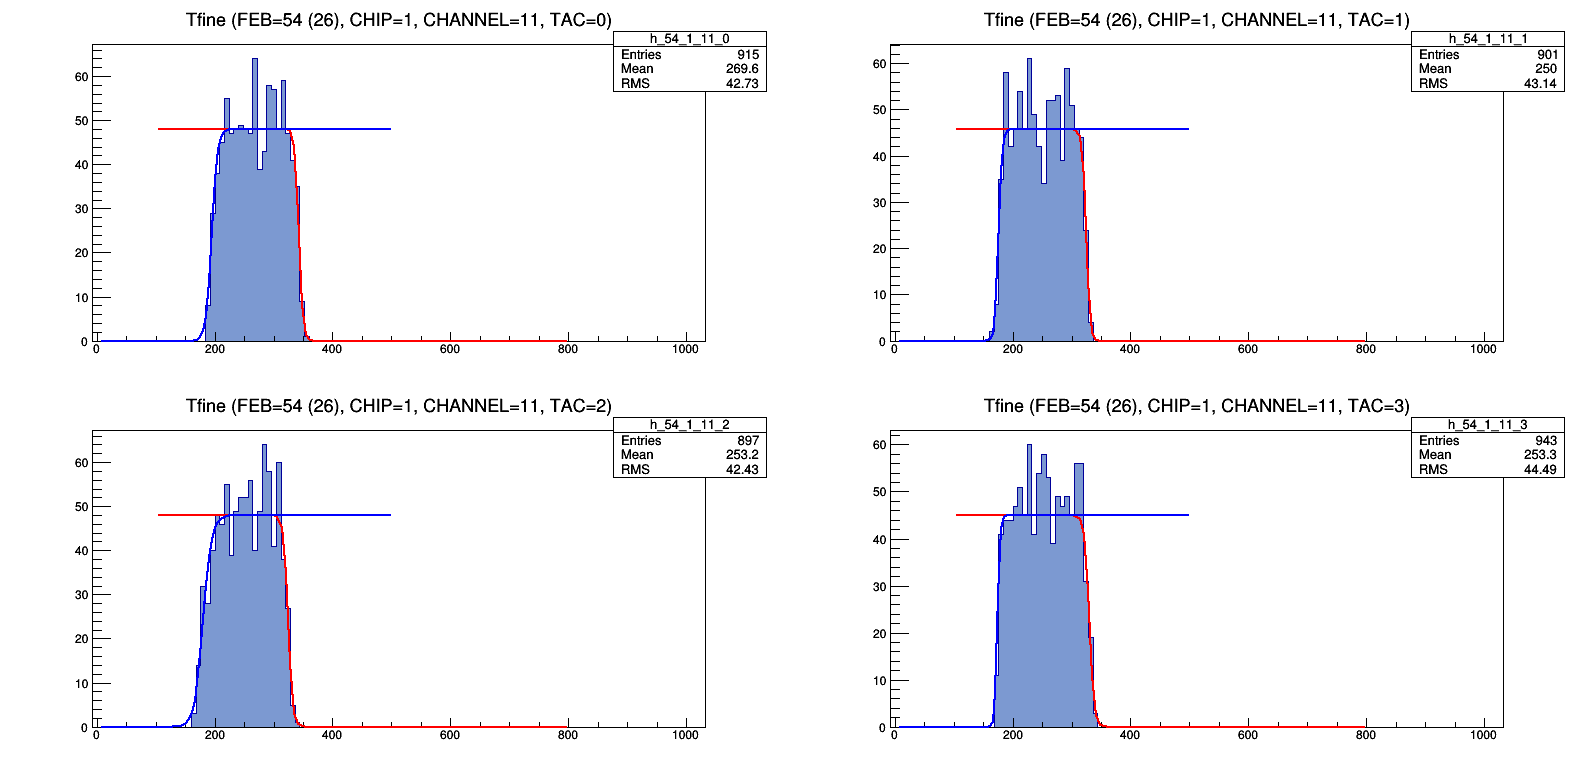 Tfine (FEB=54 (26), CHIP=1, CHANNEL=11, TAC=0)
h_54_1_11_0
Entries 915
Mean 269.6
RMS 42.73
60
50
40
30
20
10
0
0 200 400 600 800 1000
Tfine (FEB=54 (26), CHIP=1, CHANNEL=11, TAC=1)
h_54_1_11_1
Entries 901
Mean 250
RMS 43.14
60
50
40
30
20
10
0
0 200 400 600 800 1000
Tfine (FEB=54 (26), CHIP=1, CHANNEL=11, TAC=2)
h_54_1_11_2
Entries 897
Mean 253.2
RMS 42.43
60
50
40
30
20
10
0
0 200 400 600 800 1000
Tfine (FEB=54 (26), CHIP=1, CHANNEL=11, TAC=3)
h_54_1_11_3
Entries 943
Mean 253.3
RMS 44.49
60
50
40
30
20
10
0
0 200 400 600 800 1000